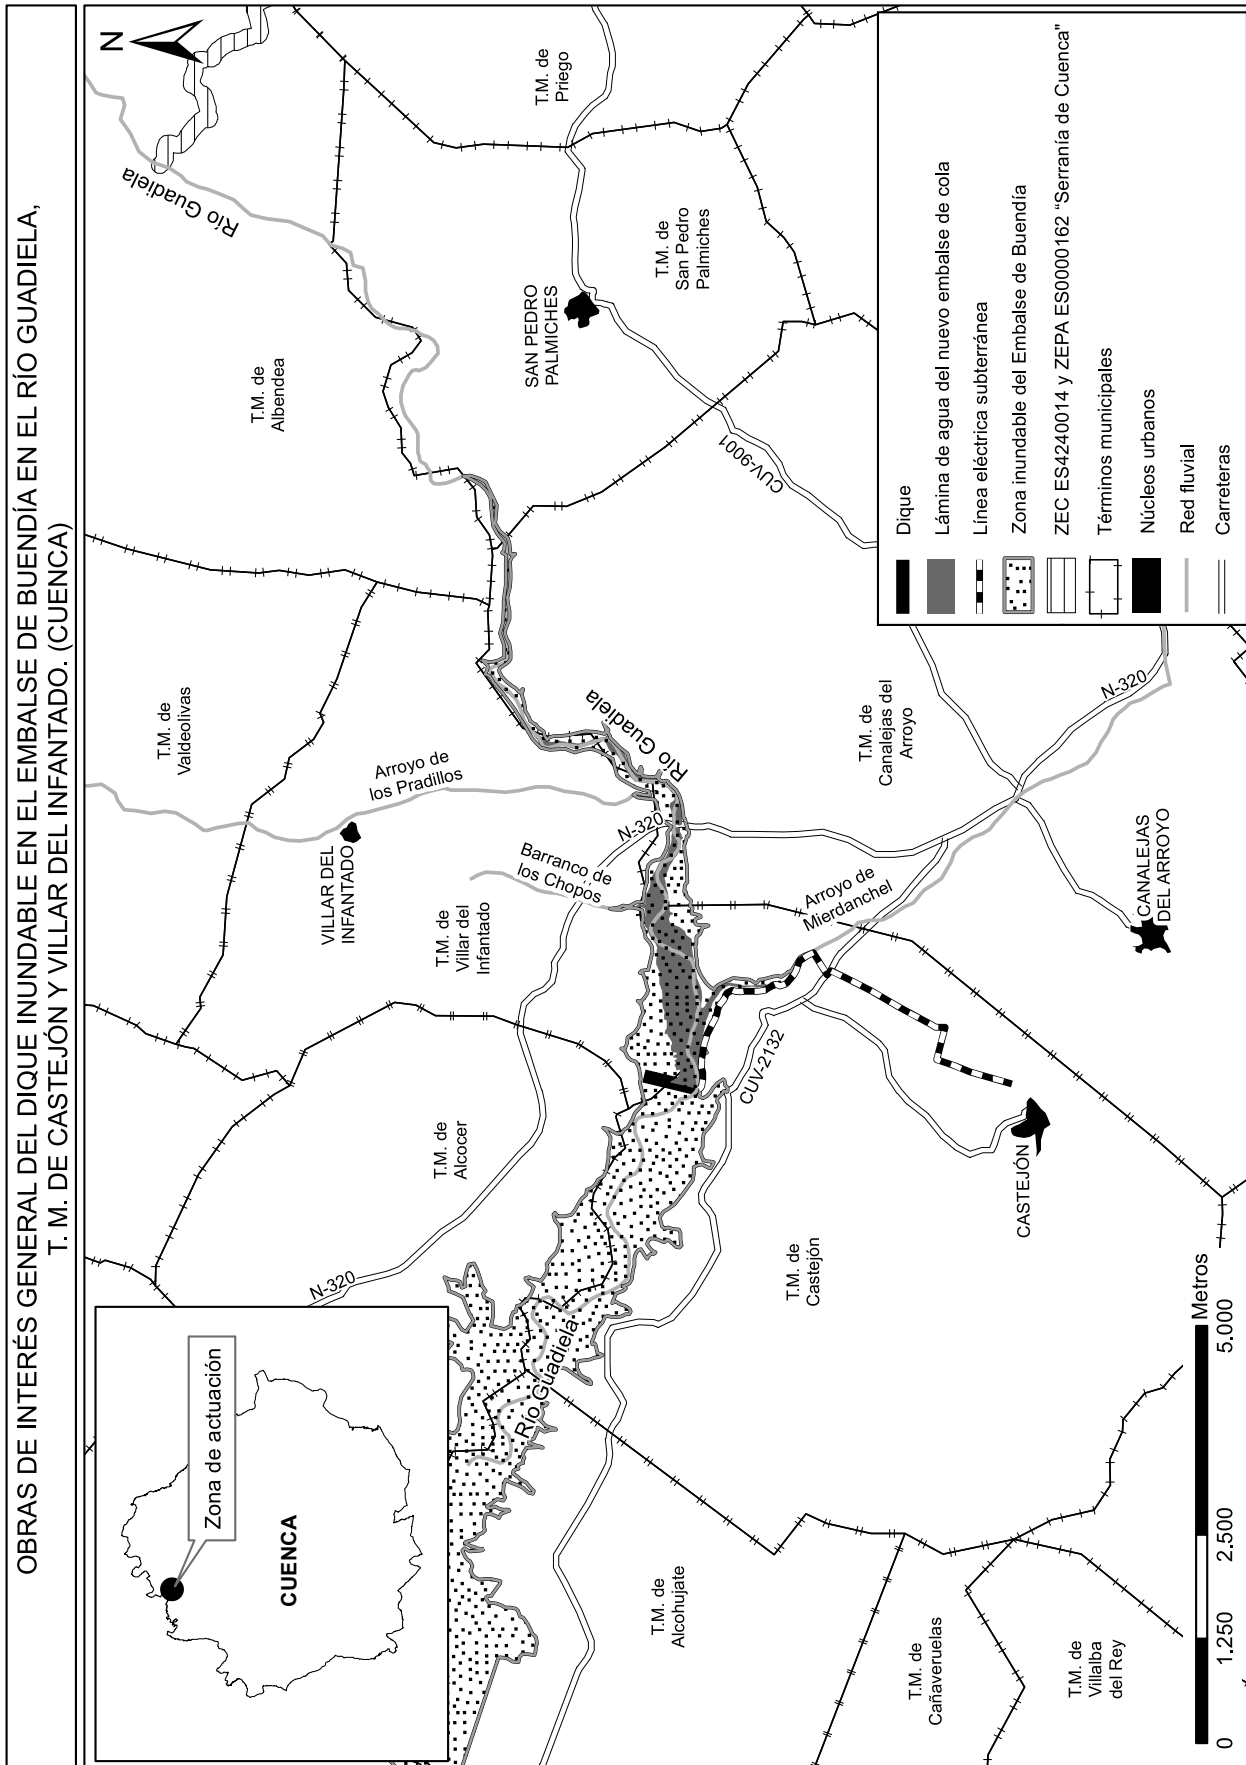 OBRAS DE INTERÉS GENERAL DEL DIQUE INUNDABLE EN EL EMBALSE DE BUENDÍA EN EL RÍO GUADIELA,
T. M. DE CASTEJÓN Y VILLAR DEL INFANTADO. (CUENCA)
Zona de actuación
CUENCA
N
N-320
T.M. de
Alcocer
T.M. de
Valdeolivas
VILLAR DEL
INFANTADO
T.M. de
Villar del
Infantado
Arroyo de
los Pradillos
Barranco de
los Chopos
N-320
T.M. de
Albendea
Río Guadiela
SAN PEDRO
PALMICHES
T.M. de
Priego
T.M. de
San Pedro
Palmiches
CUV-9001
Río Guadiela
Río Guadiela
Arroyo de
Mierdanchel
CUV-2132
T.M. de
Canalejas del
Arroyo
N-320
CANALEJAS
DEL ARROYO
CASTEJÓN
T.M. de
Castejón
T.M. de
Alcohujate
T.M. de
Cañaveruelas
T.M. de
Villalba
del Rey
Dique
Lámina de agua del nuevo embalse de cola
Línea eléctrica subterránea
Zona inundable del Embalse de Buendía
ZEC ES4240014 y ZEPA ES0000162 “Serranía de Cuenca"
Términos municipales
Núcleos urbanos
Red fluvial
Carreteras
Metros
0 1.250 2.500 5.000